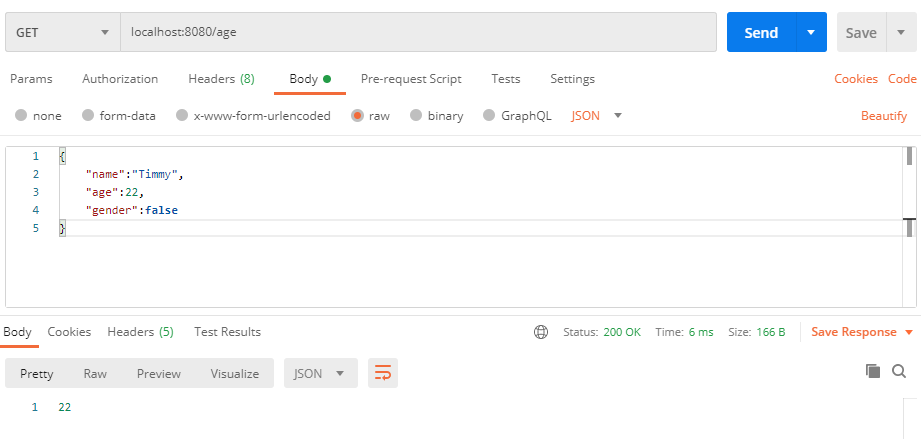 GET localhost:8080/age Send Save
Params Authorization Headers (8) Body Pre-request Script Tests Settings Cookies Code
none form-data x-www-form-urlencoded raw binary GraphQL JSON Beautify
1 {
2 "name":"Timmy",
3 "age":22,
4 "gender":false
5 }
Body Cookies Headers (5) Test Results Status: 200 OK Time: 6 ms Size: 166 B Save Response
Pretty Raw Preview Visualize JSON
1 22